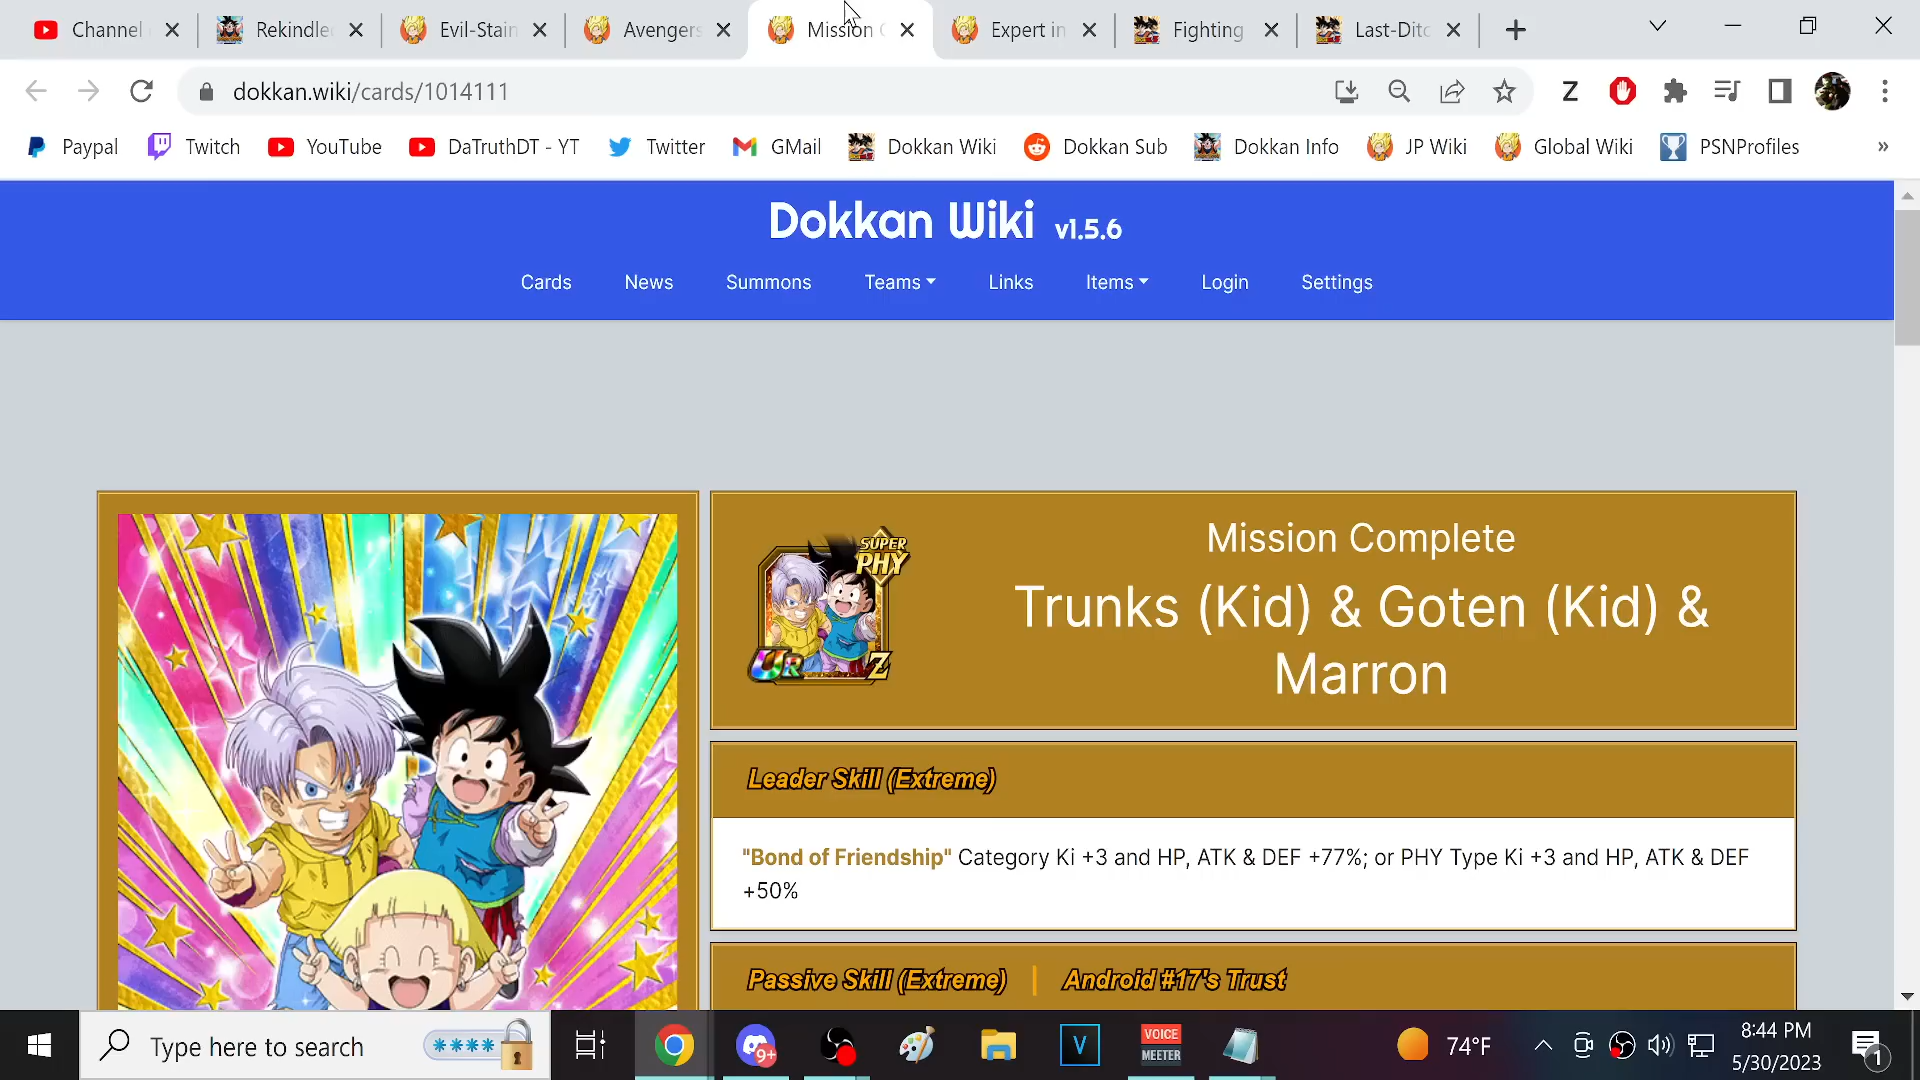 Channel
Rekindle
Evil-Stain
Avengers
Mission
Expert in
Fighting
Last-Dit
dokkan.wiki/cards/1014111
Z
Paypal
Twitch
YouTube
DaTruthDT - YT
Twitter
GMail
Dokkan Wiki
Dokkan Sub
Dokkan Info
JP Wiki
Global Wiki
PSNProfiles
»
Dokkan Wiki v1.5.6
Cards News Summons Teams Links Items Login Settings
SUPER
PHY
UR
Z
Mission Complete
Trunks (Kid) & Goten (Kid) &
Marron
Leader Skill (Extreme)
"Bond of Friendship" Category Ki +3 and HP, ATK & DEF +77%; or PHY Type Ki +3 and HP, ATK & DEF
+50%
Passive Skill (Extreme) | Android #17's Trust
Type here to search
****
9+
V
VOICE
MEETER
74°F
8:44 PM
5/30/2023
1